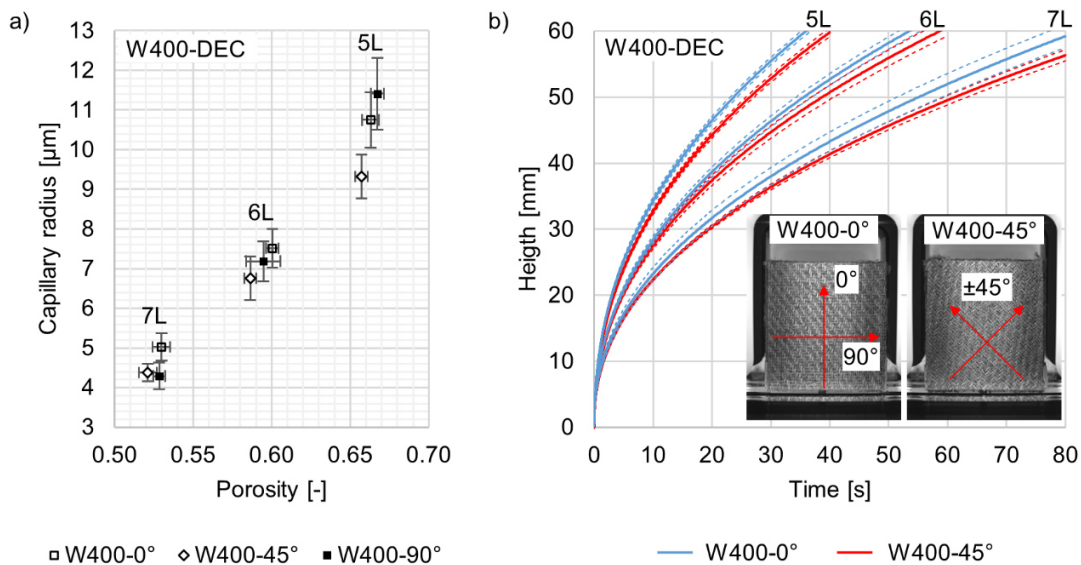 a)
W400-DEC
13
12
11
10
9
8
7
6
5
4
3
Capillary radius [µm]
5L
6L
7L
0.50 0.55 0.60 0.65 0.70
Porosity [-]
W400-0° W400-45° W400-90°
b)
W400-DEC
5L 6L 7L
60
50
40
30
20
10
0
Heigth [mm]
W400-0° W400-45°
0°
90°
±45°
0 10 20 30 40 50 60 70 80
Time [s]
W400-0° W400-45°